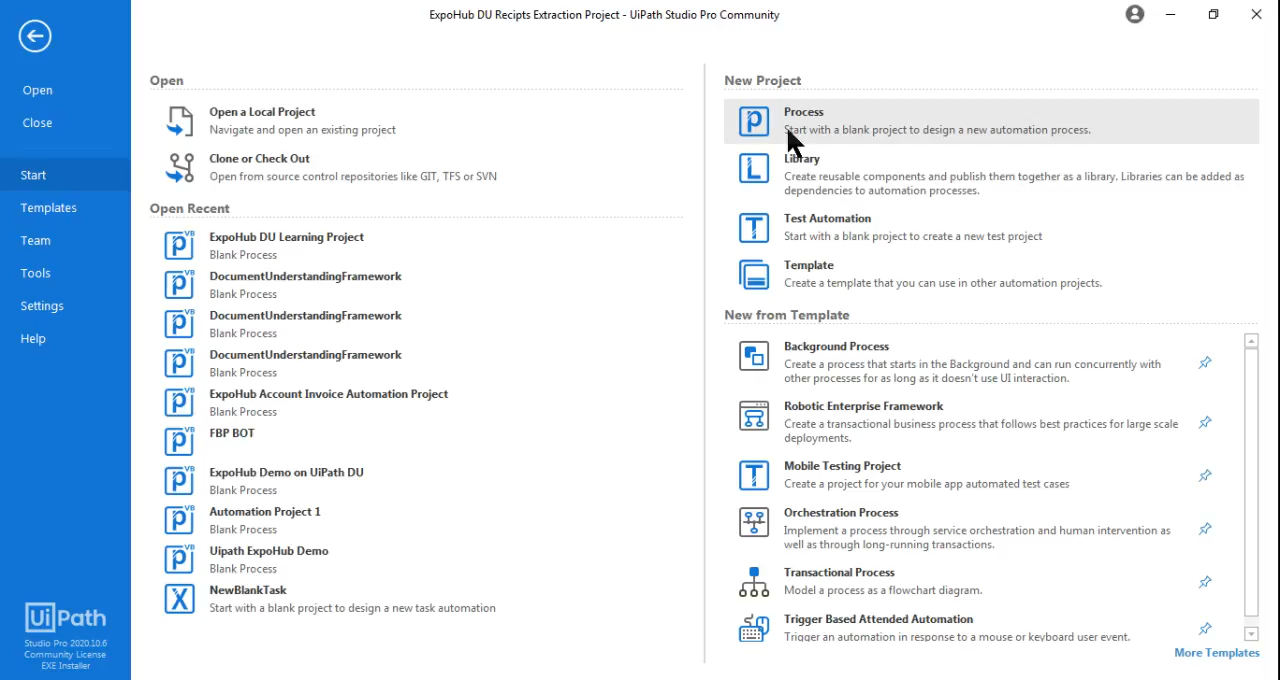 ExpoHub DU Recipts Extraction Project - UiPath Studio Pro Community
Open
Close
Start
Templates
Team
Tools
Settings
Help
UiPath
Studio Pro 2020.10.6
Community License
EXE Installer
Open
Open a Local Project
Navigate and open an existing project
Clone or Check Out
Open from source control repositories like GIT, TFS or SVN
Open Recent
VB
ExpoHub DU Learning Project
Blank Process
VB
DocumentUnderstandingFramework
Blank Process
VB
DocumentUnderstandingFramework
Blank Process
VB
DocumentUnderstandingFramework
Blank Process
VB
ExpoHub Account Invoice Automation Project
Blank Process
VB
FBP BOT
VB
ExpoHub Demo on UiPath DU
Blank Process
VB
Automation Project 1
Blank Process
VB
Uipath ExpoHub Demo
Blank Process
NewBlankTask
Start with a blank project to design a new task automation
New Project
Process
Start with a blank project to design a new automation process.
Library
Create reusable components and publish them together as a library. Libraries can be added as
dependencies to automation processes.
Test Automation
Start with a blank project to create a new test project
Template
Create a template that you can use in other automation projects.
New from Template
Background Process
Create a process that starts in the Background and can run concurrently with
other processes for as long as it doesn't use UI interaction.
Robotic Enterprise Framework
Create a transactional business process that follows best practices for large scale
deployments.
Mobile Testing Project
Create a project for your mobile app automated test cases
Orchestration Process
Implement a process through service orchestration and human intervention as
well as through long-running transactions.
Transactional Process
Model a process as a flowchart diagram.
Trigger Based Attended Automation
Trigger an automation in response to a mouse or keyboard user event.
More Templates